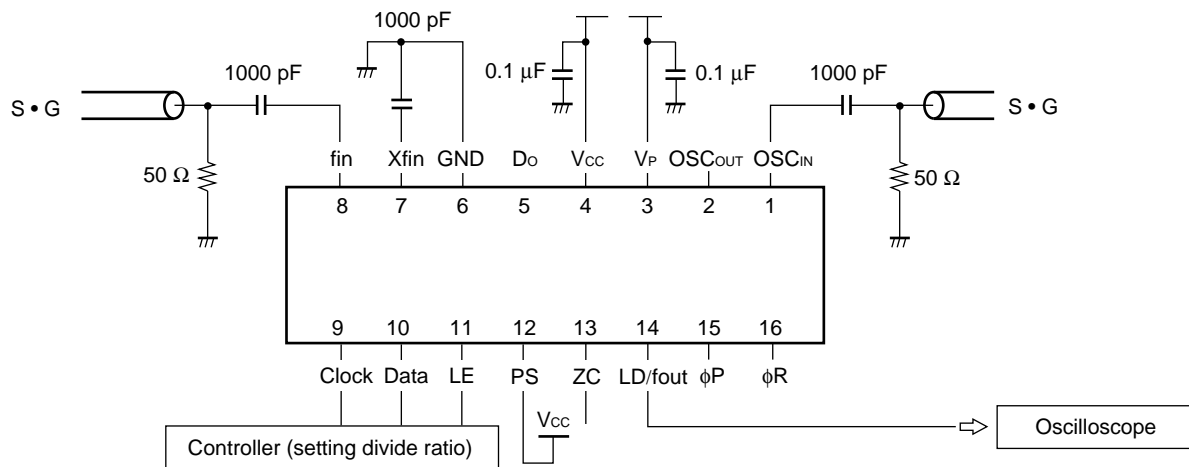 1000 pF
1000 pF
0.1 μF
0.1 μF
1000 pF
S • G
S • G
50 Ω
50 Ω
fin Xfin GND DO VCC VP OSCOUT OSCIN
8 7 6 5 4 3 2 1
9 10 11 12 13 14 15 16
Clock Data LE PS ZC LD/fout ϕP ϕR
VCC
Controller (setting divide ratio)
Oscilloscope